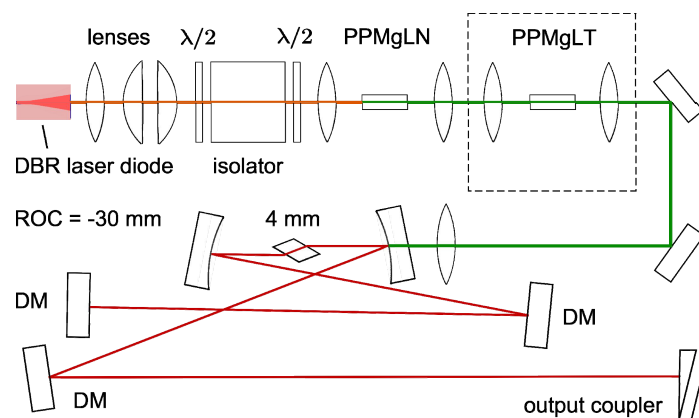 lenses λ/2 λ/2 PPMgLN PPMgLT
DBR laser diode isolator
ROC = -30 mm 4 mm
DM
DM
DM
output coupler